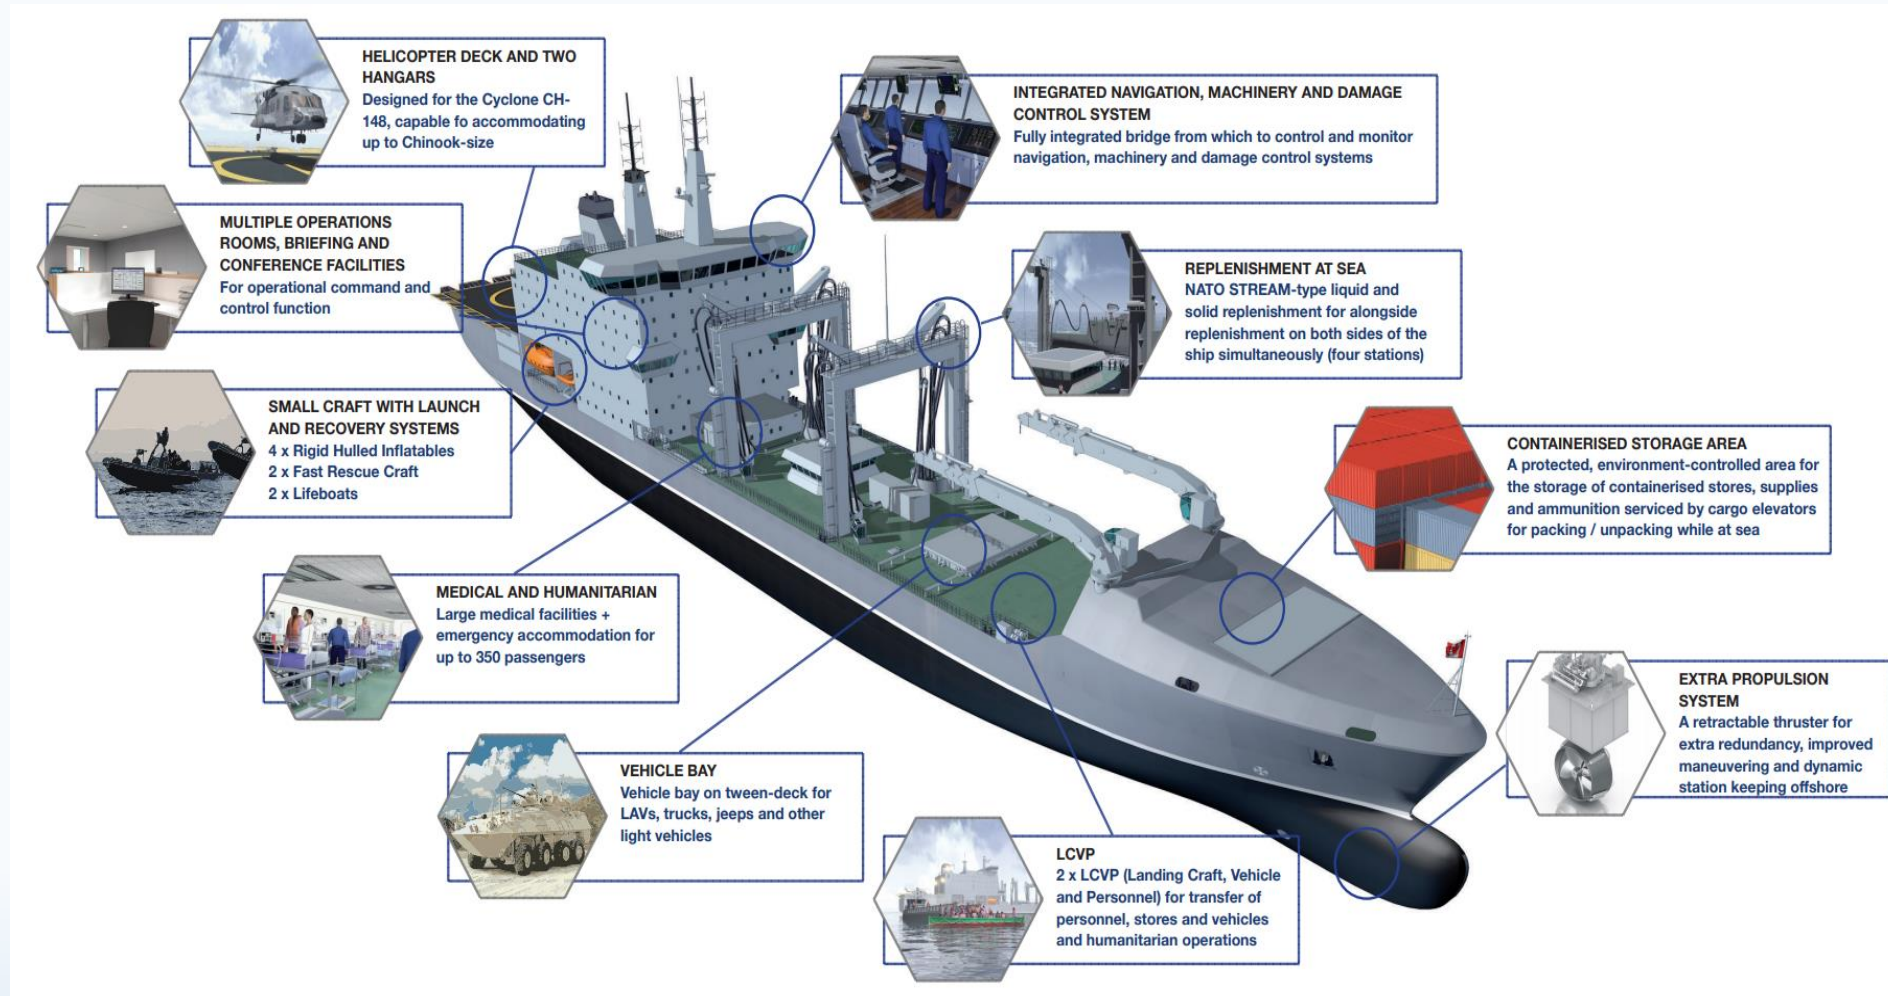 HELICOPTER DECK AND TWO
HANGARS
Designed for the Cyclone CH-
148, capable fo accommodating
up to Chinook-size
INTEGRATED NAVIGATION, MACHINERY AND DAMAGE
CONTROL SYSTEM
Fully integrated bridge from which to control and monitor
navigation, machinery and damage control systems
MULTIPLE OPERATIONS
ROOMS, BRIEFING AND
CONFERENCE FACILITIES
For operational command and
control function
REPLENISHMENT AT SEA
NATO STREAM-type liquid and
solid replenishment for alongside
replenishment on both sides of the
ship simultaneously (four stations)
SMALL CRAFT WITH LAUNCH
AND RECOVERY SYSTEMS
4 x Rigid Hulled Inflatables
2 x Fast Rescue Craft
2 x Lifeboats
CONTAINERISED STORAGE AREA
A protected, environment-controlled area for
the storage of containerised stores, supplies
and ammunition serviced by cargo elevators
for packing / unpacking while at sea
MEDICAL AND HUMANITARIAN
Large medical facilities +
emergency accommodation for
up to 350 passengers
EXTRA PROPULSION
SYSTEM
A retractable thruster for
extra redundancy, improved
maneuvering and dynamic
station keeping offshore
VEHICLE BAY
Vehicle bay on tween-deck for
LAVs, trucks, jeeps and other
light vehicles
LCVP
2 x LCVP (Landing Craft, Vehicle
and Personnel) for transfer of
personnel, stores and vehicles
and humanitarian operations